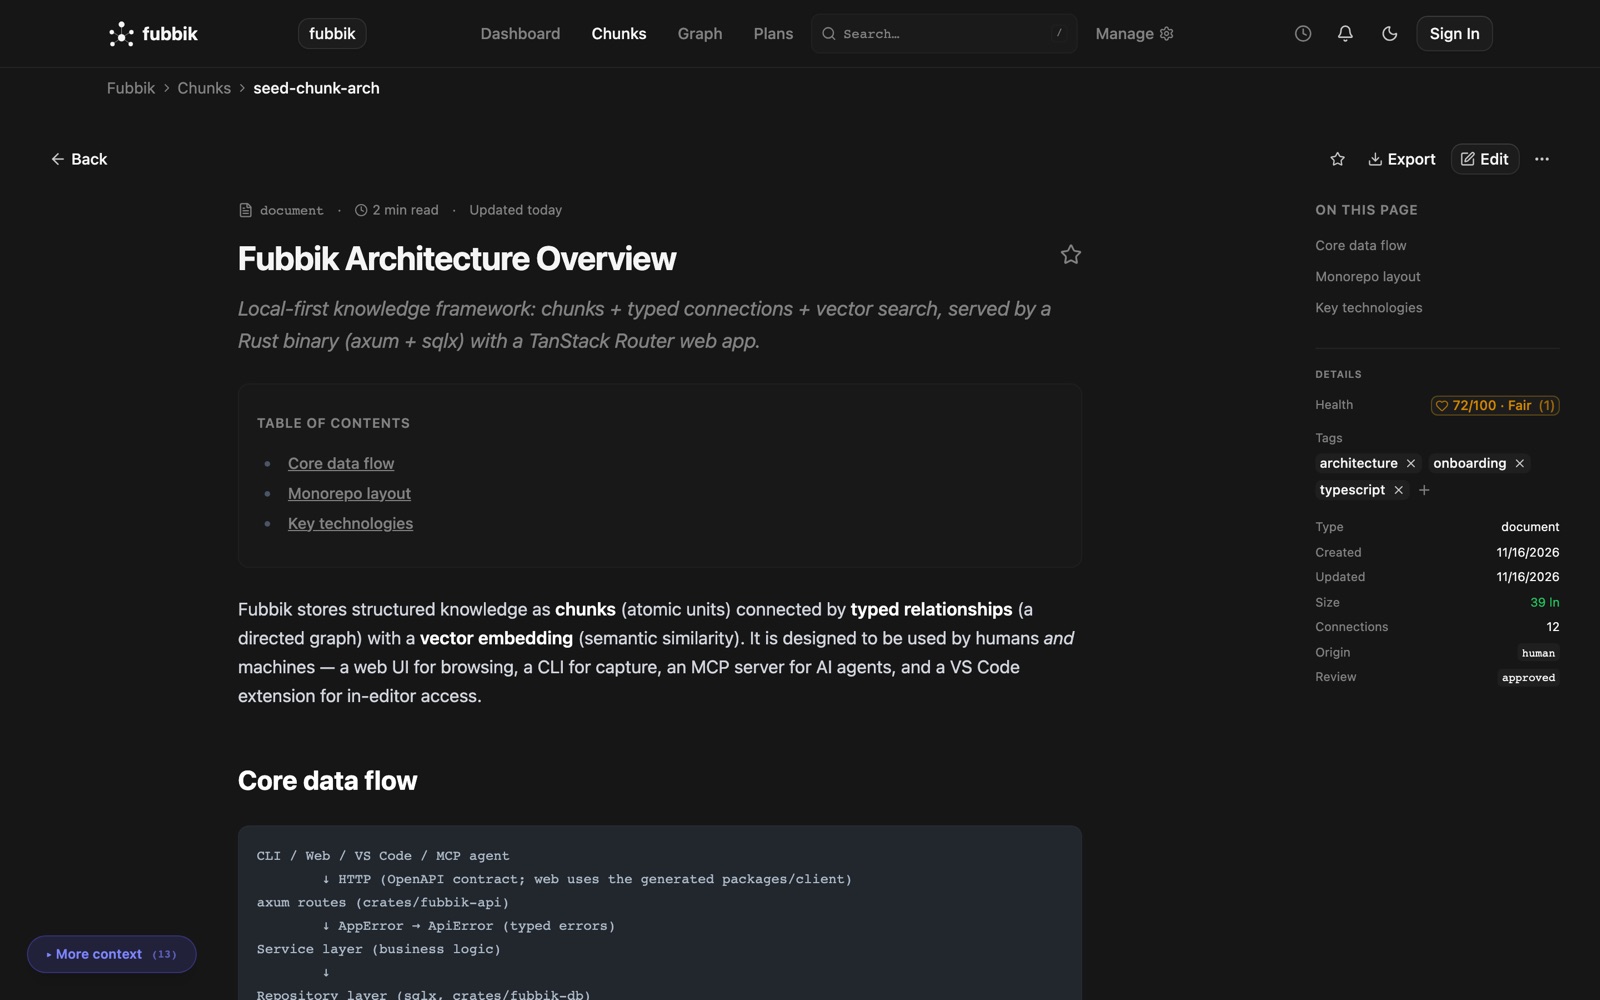 fubbik
fubbik
Dashboard
Chunks
Graph
Plans
Search…
/
Manage
Sign In
Fubbik > Chunks > seed-chunk-arch
← Back
Export
Edit
document · 2 min read · Updated today
Fubbik Architecture Overview
Local-first knowledge framework: chunks + typed connections + vector search, served by a
Rust binary (axum + sqlx) with a TanStack Router web app.
TABLE OF CONTENTS
• Core data flow
• Monorepo layout
• Key technologies
Fubbik stores structured knowledge as chunks (atomic units) connected by typed relationships (a
directed graph) with a vector embedding (semantic similarity). It is designed to be used by humans and
machines — a web UI for browsing, a CLI for capture, an MCP server for AI agents, and a VS Code
extension for in-editor access.
Core data flow
CLI / Web / VS Code / MCP agent
↓ HTTP (OpenAPI contract; web uses the generated packages/client)
axum routes (crates/fubbik-api)
↓ AppError → ApiError (typed errors)
Service layer (business logic)
↓
Repository layer (sqlx, crates/fubbik-db)
▸ More context (13)
ON THIS PAGE
Core data flow
Monorepo layout
Key technologies
DETAILS
Health 72/100 · Fair (1)
Tags
architecture × onboarding ×
typescript × +
Type document
Created 11/16/2026
Updated 11/16/2026
Size 39 ln
Connections 12
Origin human
Review approved